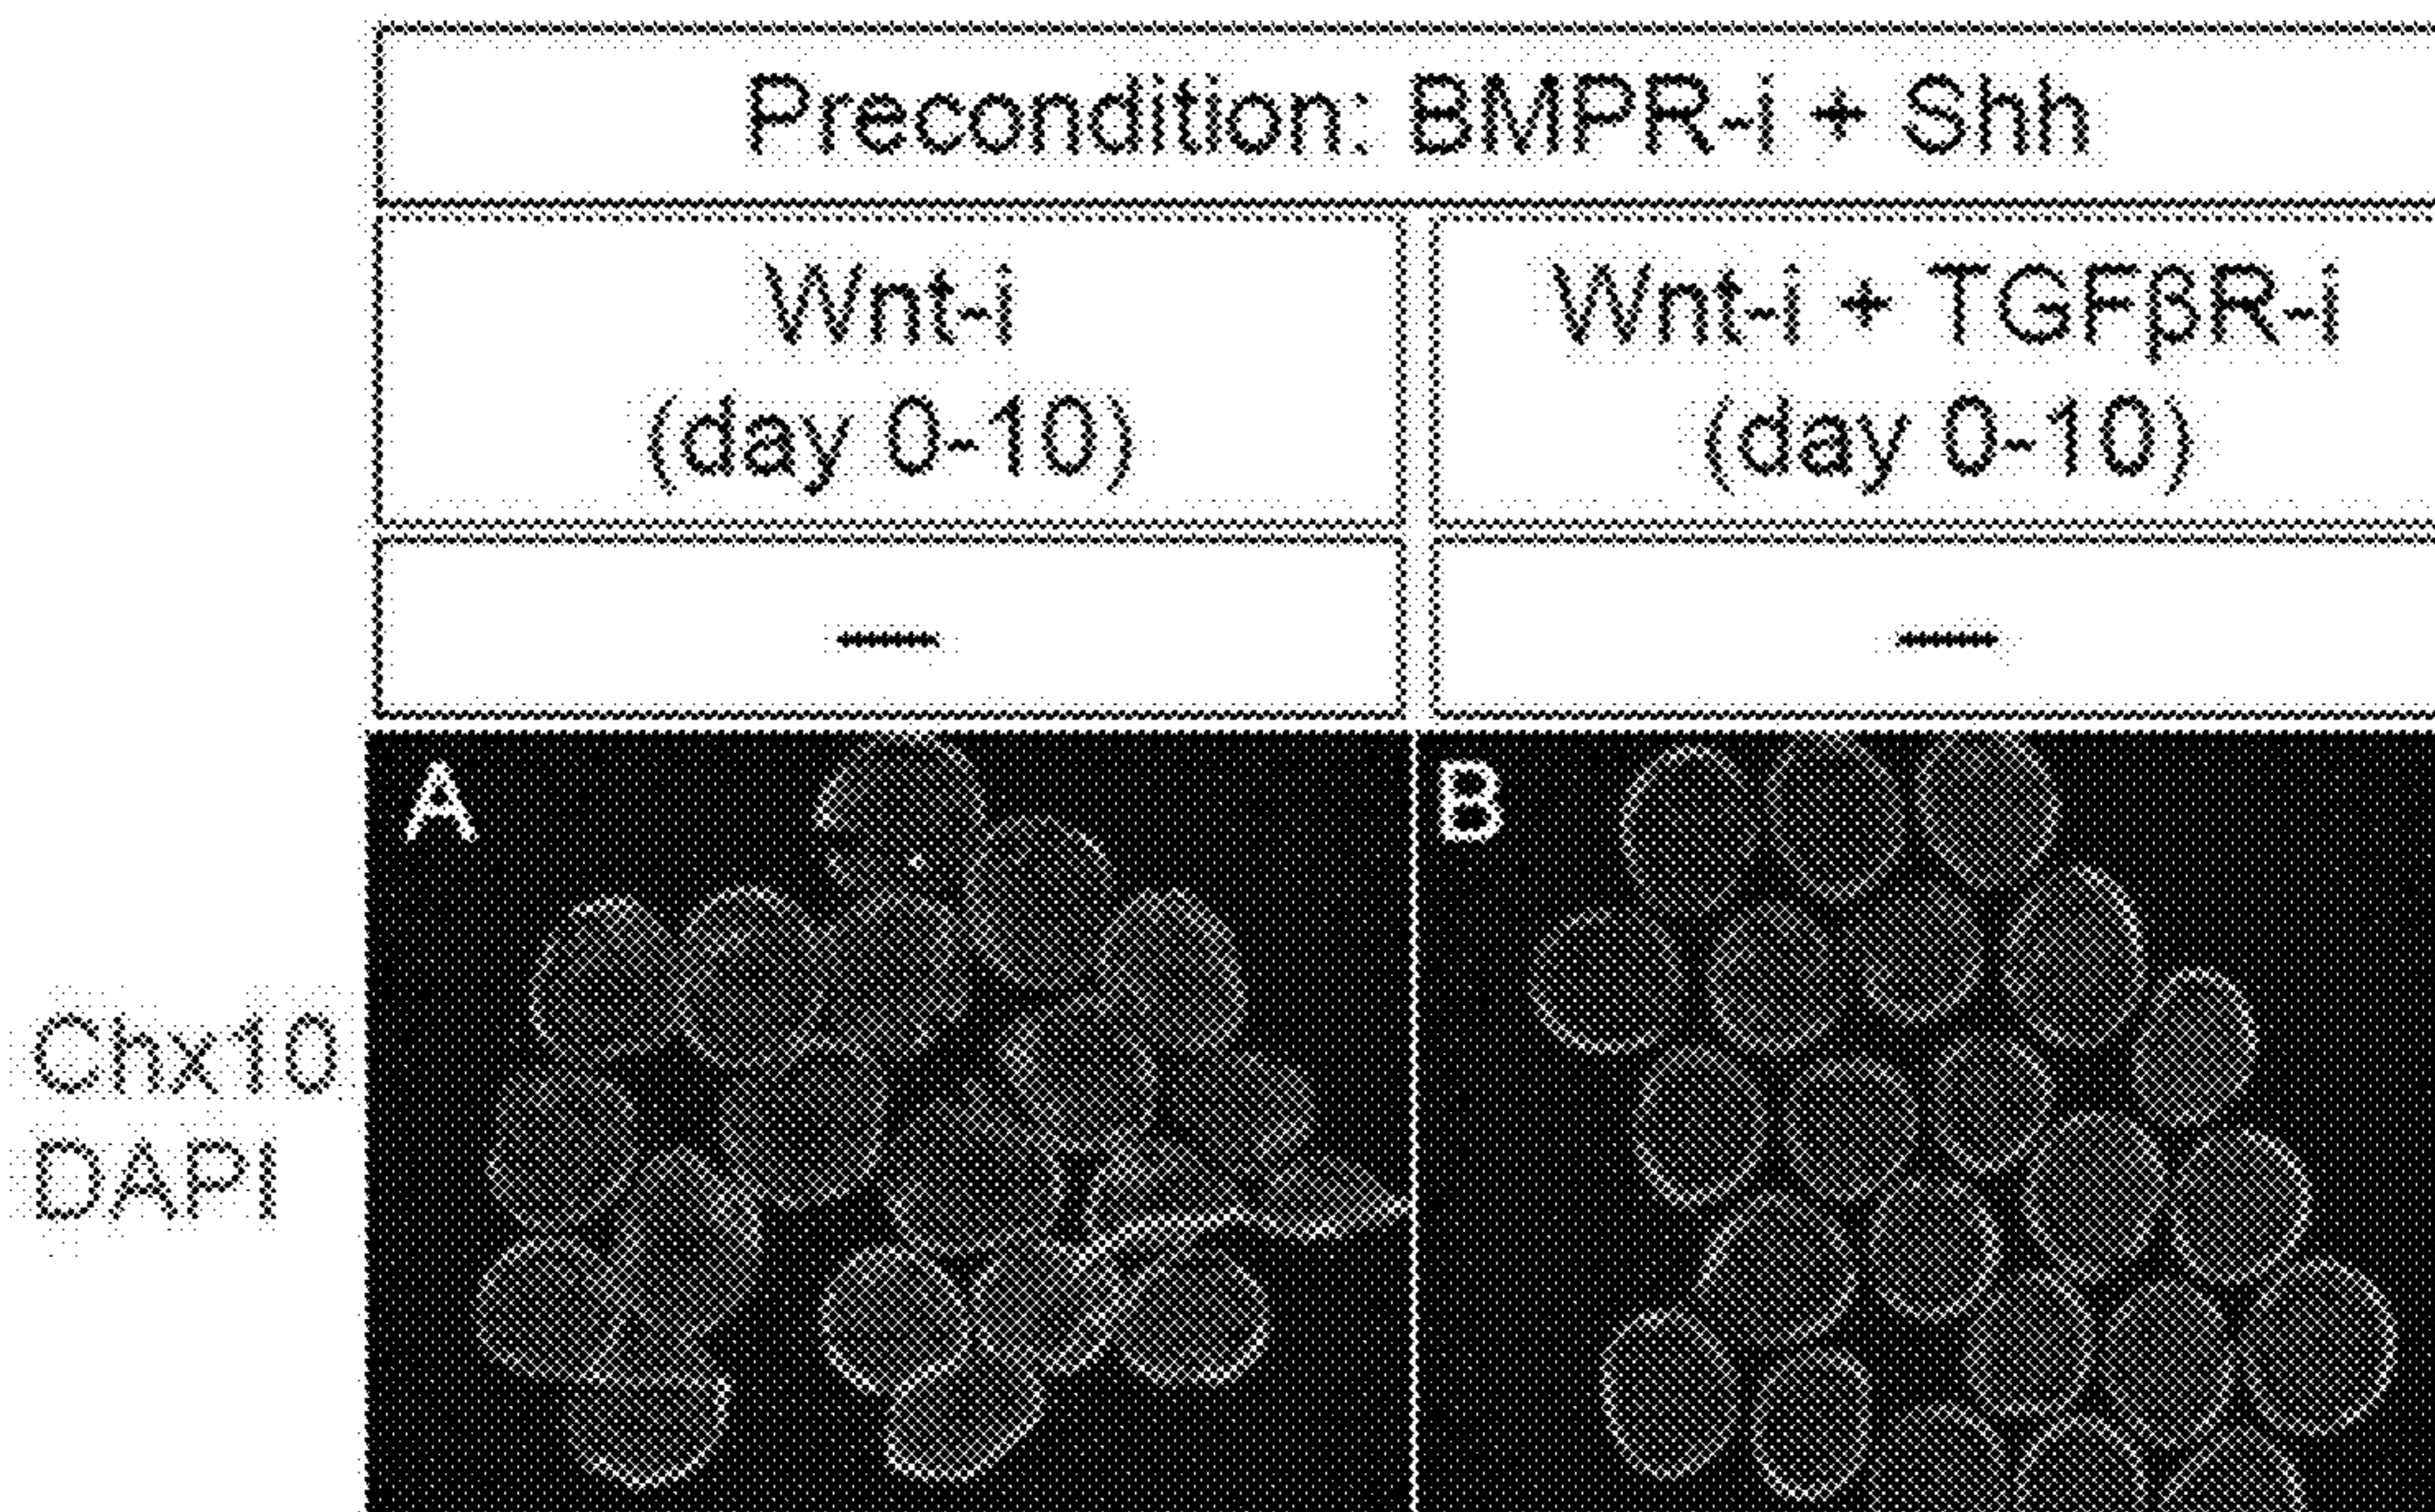 Precondition: BMPR-i + Shh
Wnt-i
(day 0-10)
Wnt-i + TGFβR-i
(day 0-10)
—
—
A
B
Chx10
DAPI